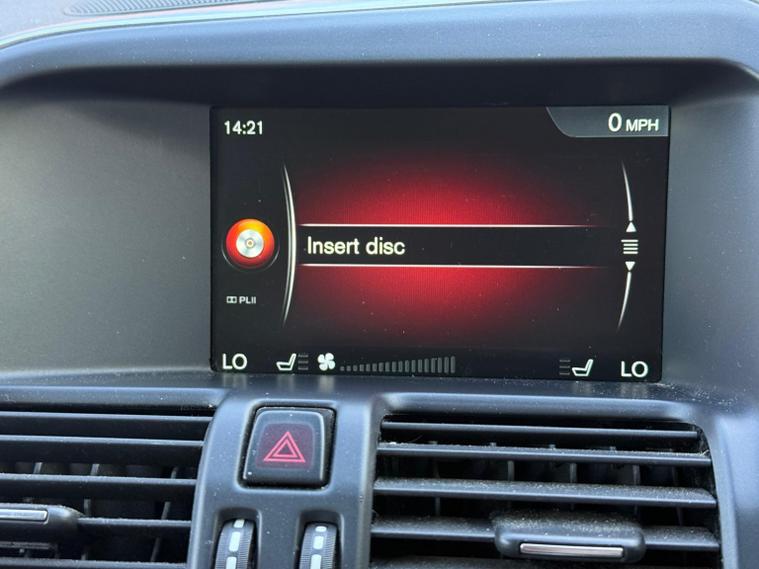 14:21
0 MPH
Insert disc
PLII
LO
LO